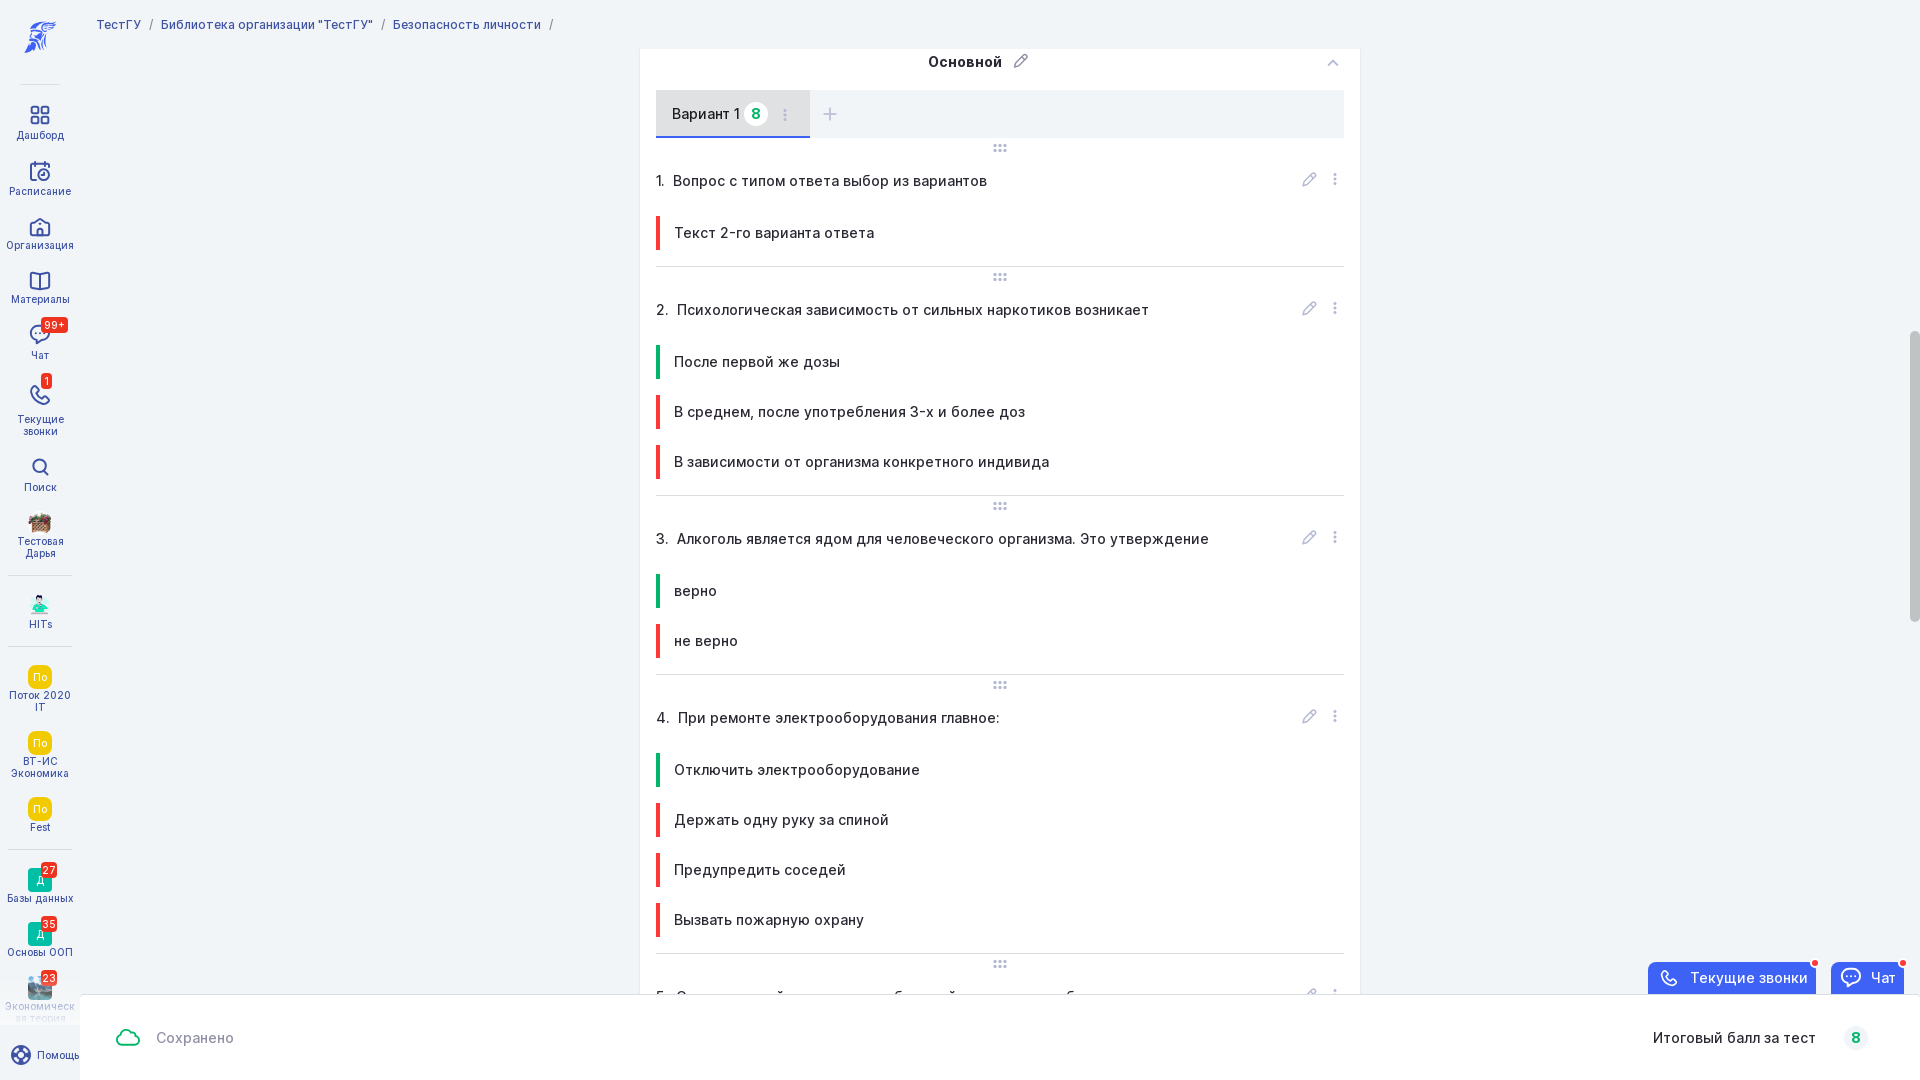 ТестГУ / Библиотека организации "ТестГУ" / Безопасность личности /
Дашборд
Расписание
Организация
Материалы
99+
Чат
1
Текущие
звонки
Поиск
Тестовая
Дарья
HITs
По
Поток 2020
IT
По
ВТ-ИС
Экономика
По
Fest
27
Д
Базы данных
35
Д
Основы ООП
23
Экономическ
ая теория
Помощь
Основной
Вариант 1 8
1. Вопрос с типом ответа выбор из вариантов
Текст 2-го варианта ответа
2. Психологическая зависимость от сильных наркотиков возникает
После первой же дозы
В среднем, после употребления 3-х и более доз
В зависимости от организма конкретного индивида
3. Алкоголь является ядом для человеческого организма. Это утверждение
верно
не верно
4. При ремонте электрооборудования главное:
Отключить электрооборудование
Держать одну руку за спиной
Предупредить соседей
Вызвать пожарную охрану
Текущие звонки
Чат
Сохранено
Итоговый балл за тест 8